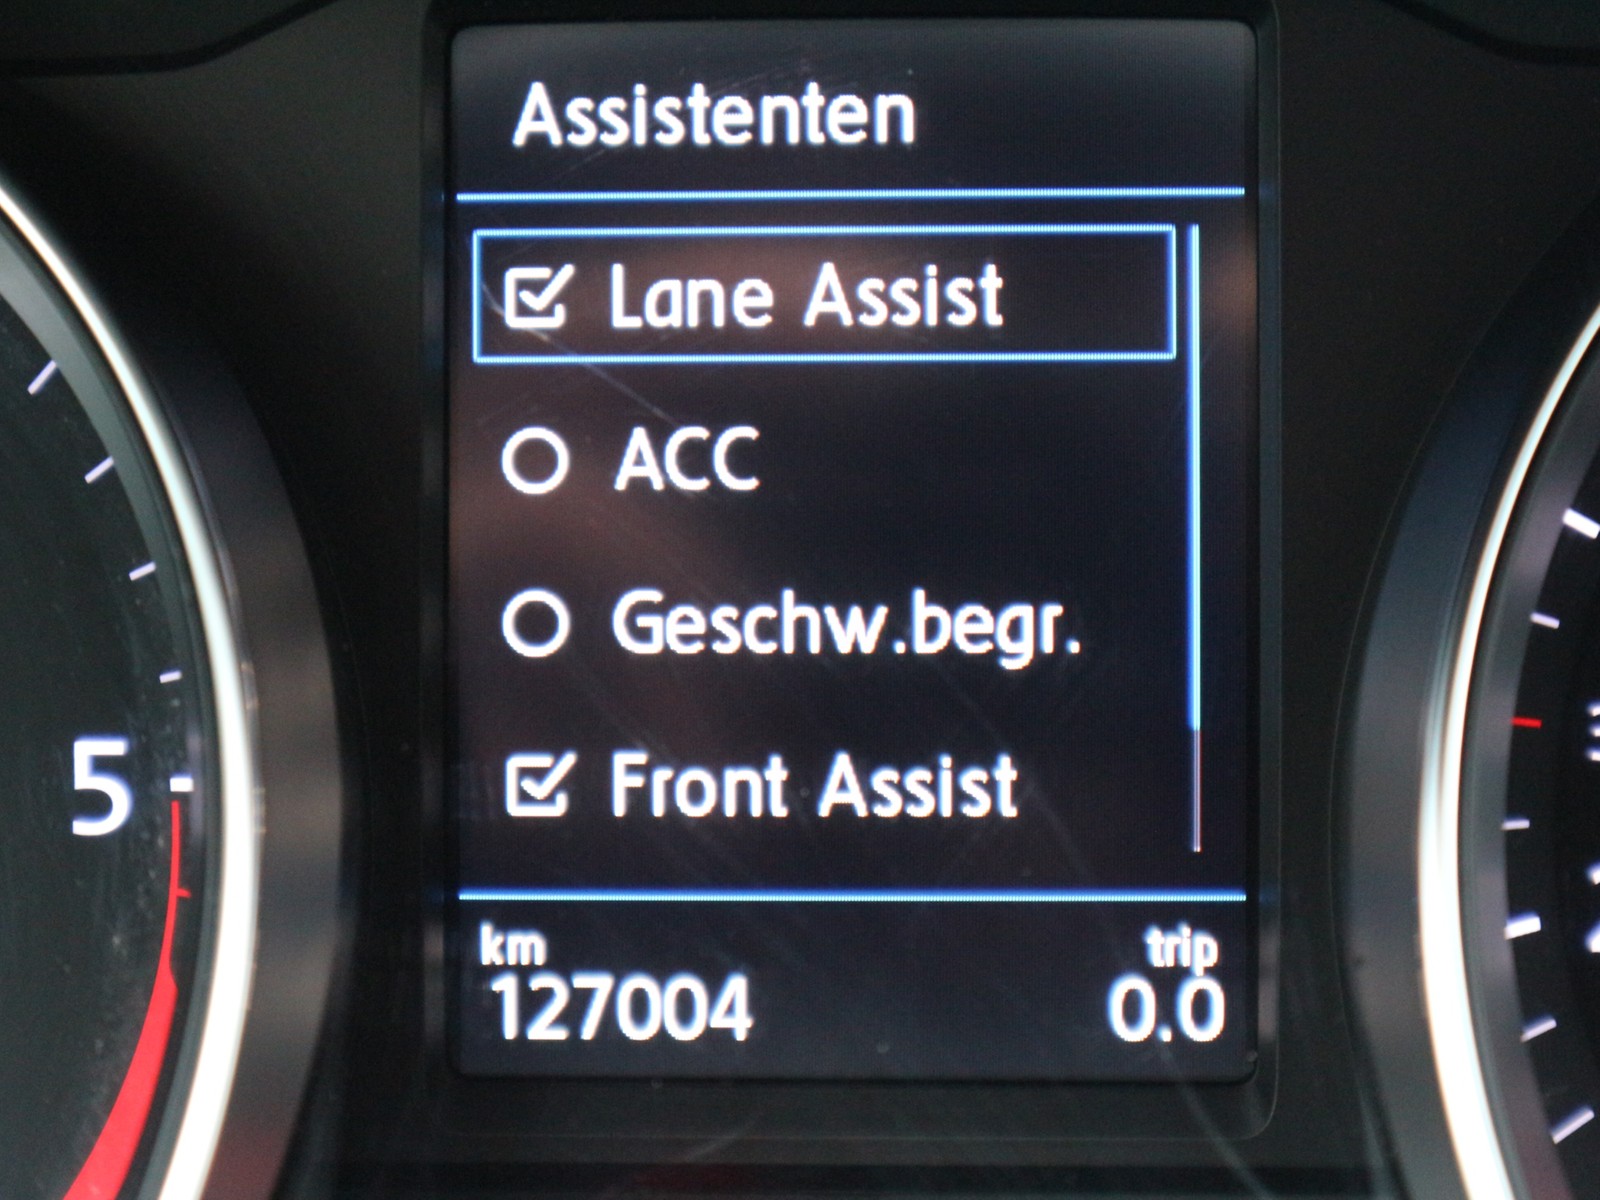 Assistenten
Lane Assist
ACC
Geschw.begr.
Front Assist
km trip
127004 0.0
5